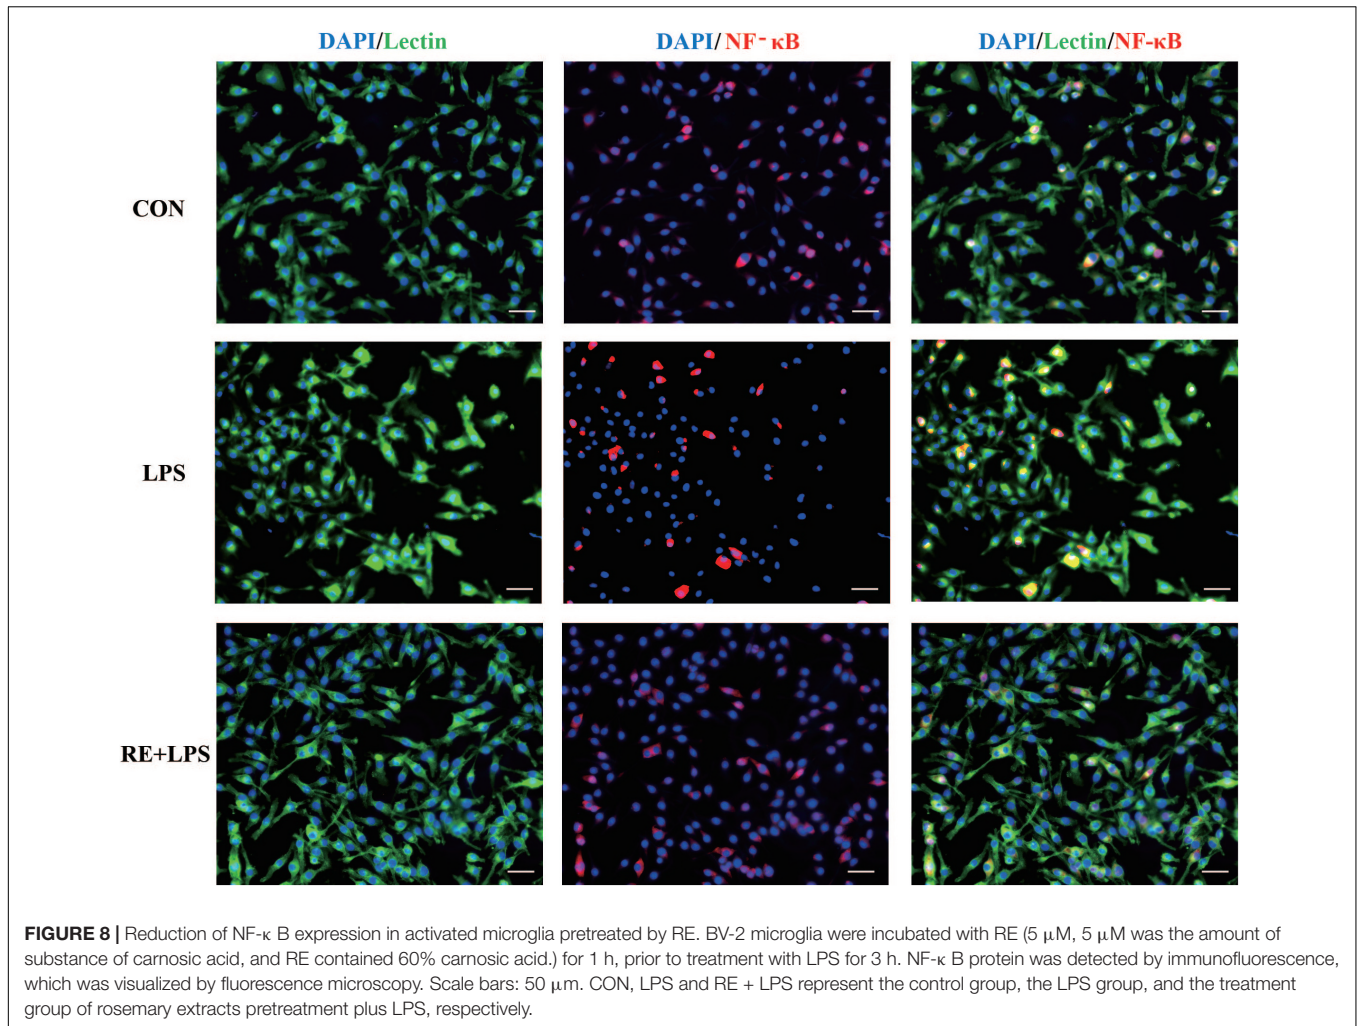 DAPI/Lectin DAPI/ NF- κB DAPI/Lectin/NF-κB
CON
LPS
RE+LPS
FIGURE 8 | Reduction of NF-κ B expression in activated microglia pretreated by RE. BV-2 microglia were incubated with RE (5 μM, 5 μM was the amount of
substance of carnosic acid, and RE contained 60% carnosic acid.) for 1 h, prior to treatment with LPS for 3 h. NF-κ B protein was detected by immunofluorescence,
which was visualized by fluorescence microscopy. Scale bars: 50 μm. CON, LPS and RE + LPS represent the control group, the LPS group, and the treatment
group of rosemary extracts pretreatment plus LPS, respectively.